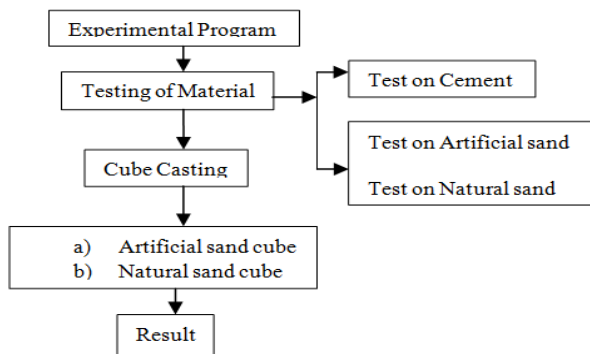 Experimental Program
Testing of Material
Test on Cement
Test on Artificial sand
Test on Natural sand
Cube Casting
a) Artificial sand cube
b) Natural sand cube
Result